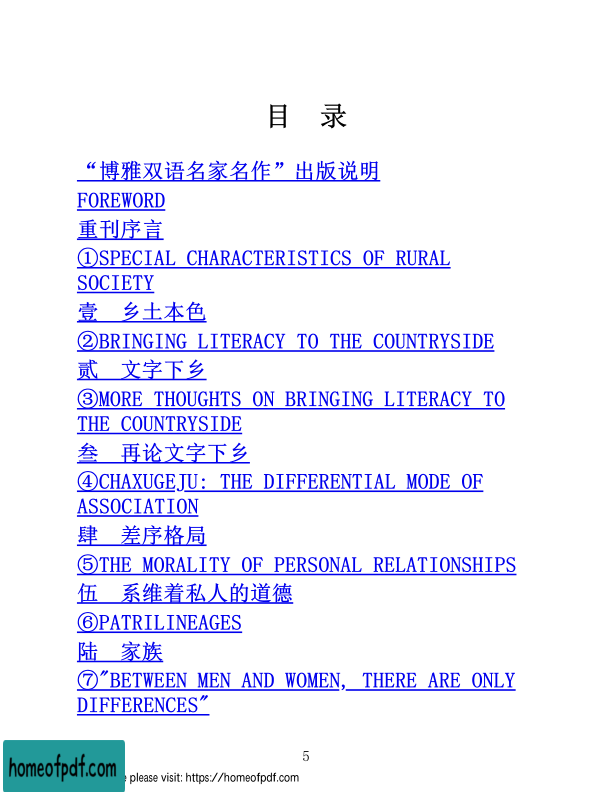 目 录
“博雅双语名家名作”出版说明
FOREWORD
重刊序言
①SPECIAL CHARACTERISTICS OF RURAL
SOCIETY
壹 乡土本色
②BRINGING LITERACY TO THE COUNTRYSIDE
贰 文字下乡
③MORE THOUGHTS ON BRINGING LITERACY TO
THE COUNTRYSIDE
叁 再论文字下乡
④CHAXUGEJU: THE DIFFERENTIAL MODE OF
ASSOCIATION
肆 差序格局
⑤THE MORALITY OF PERSONAL RELATIONSHIPS
伍 系维着私人的道德
⑥PATRILINEAGES
陆 家族
⑦"BETWEEN MEN AND WOMEN, THERE ARE ONLY
DIFFERENCES"
5
homeofpdf.com
e please visit: https://homeofpdf.com